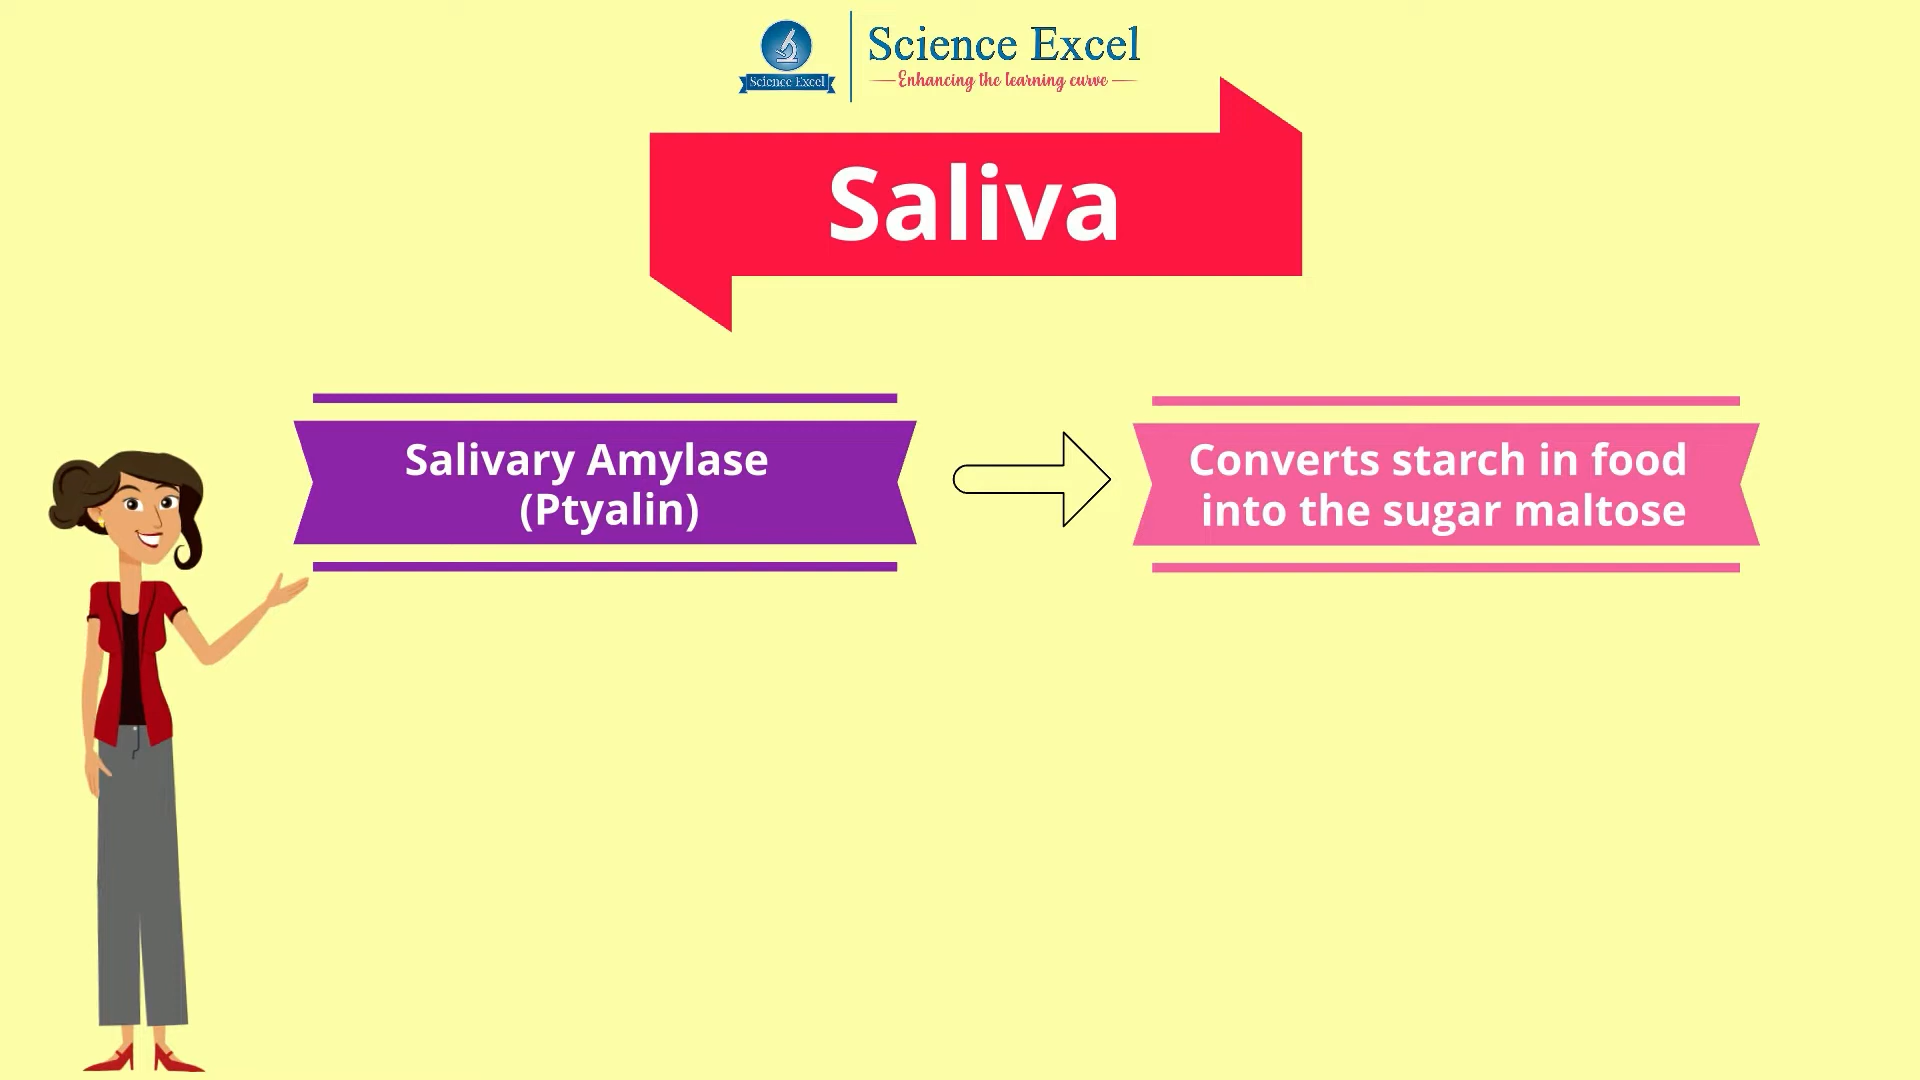 Science Excel
Science Excel
Enhancing the learning curve
Saliva
Salivary Amylase
(Ptyalin)
Converts starch in food
into the sugar maltose